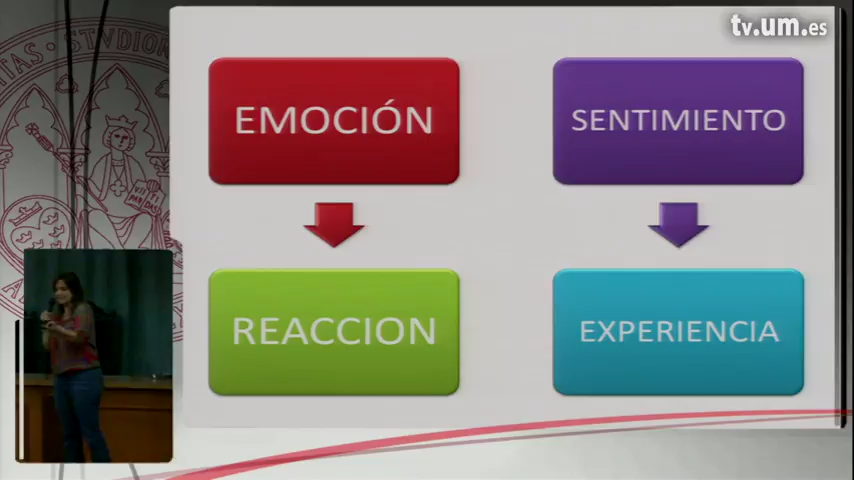 tv.um.es
EMOCIÓN
SENTIMIENTO
REACCION
EXPERIENCIA